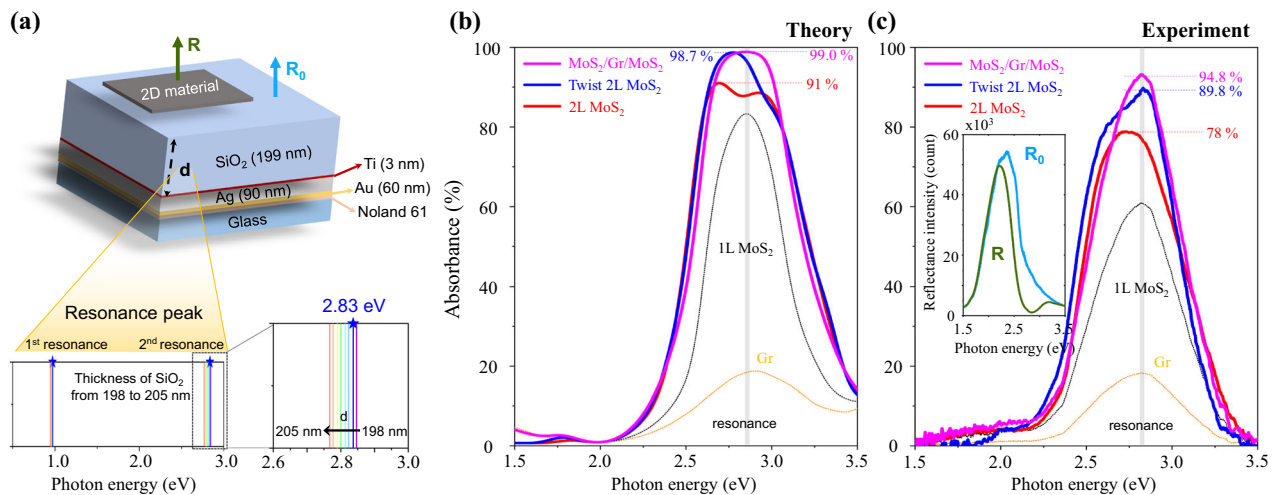 (a)
R
R₀
2D material
SiO₂ (199 nm)
d
Ti (3 nm)
Ag (90 nm)
Au (60 nm)
Noland 61
Glass
Resonance peak
1st resonance
2nd resonance
Thickness of SiO₂
from 198 to 205 nm
1.0
2.0
3.0
Photon energy (eV)
2.83 eV
d
205 nm
198 nm
2.6
2.8
3.0
(b)
Theory
MoS₂/Gr/MoS₂
Twist 2L MoS₂
2L MoS₂
98.7 %
99.0 %
91 %
1L MoS₂
Gr
resonance
Absorbance (%)
100
80
60
40
20
0
1.5
2.0
2.5
3.0
3.5
Photon energy (eV)
(c)
Experiment
MoS₂/Gr/MoS₂
Twist 2L MoS₂
2L MoS₂
94.8 %
89.8 %
78 %
x10³
R₀
R
Reflectance intensity (count)
60
40
20
0
1.5
2.5
3.5
Photon energy (eV)
1L MoS₂
Gr
resonance
100
80
60
40
20
0
1.5
2.0
2.5
3.0
3.5
Photon energy (eV)